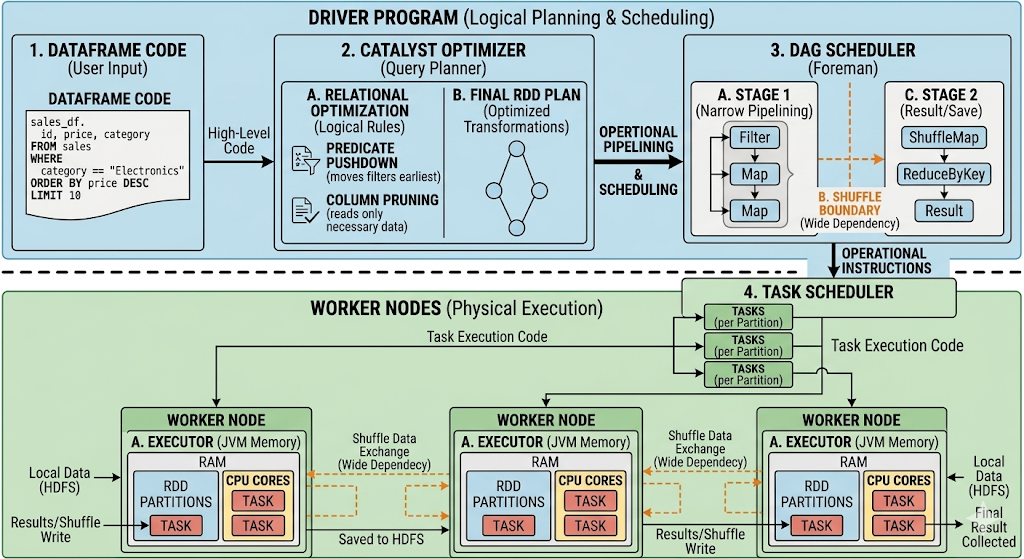 DRIVER PROGRAM (Logical Planning & Scheduling)
1. DATAFRAME CODE
(User Input)
DATAFRAME CODE
sales_df.
id, price, category
FROM sales
WHERE
category == "Electronics"
ORDER BY price DESC
LIMIT 10
High-Level
Code
2. CATALYST OPTIMIZER
(Query Planner)
A. RELATIONAL
OPTIMIZATION
(Logical Rules)
PREDICATE
PUSHDOWN
(moves filters earliest)
COLUMN PRUNING
(reads only
necessary data)
B. FINAL RDD PLAN
(Optimized
Transformations)
OPERTIONAL
PIPELINING
&
SCHEDULING
3. DAG SCHEDULER
(Foreman)
A. STAGE 1
(Narrow Pipelining)
Filter
Map
Map
B. SHUFFLE
BOUNDARY
(Wide Dependency)
C. STAGE 2
(Result/Save)
ShuffleMap
ReduceByKey
Result
OPERATIONAL
INSTRUCTIONS
WORKER NODES (Physical Execution)
4. TASK SCHEDULER
TASKS
(per Partition)
TASKS
(per Partition)
TASKS
(per Partition)
Task Execution Code
Task Execution Code
WORKER NODE
A. EXECUTOR (JVM Memory)
RAM
RDD
PARTITIONS
TASK
CPU CORES
TASK
TASK
Local Data
(HDFS)
Results/Shuffle
Write
Shuffle Data
Exchange
(Wide Dependecy)
Saved to HDFS
WORKER NODE
A. EXECUTOR (JVM Memory)
RAM
RDD
PARTITIONS
TASK
CPU CORES
TASK
TASK
Shuffle Data
Exchange
(Wide Dependecy)
Results/Shuffle
Write
WORKER NODE
A. EXECUTOR (JVM Memory)
RAM
RDD
PARTITIONS
TASK
CPU CORES
TASK
TASK
Local
Data
(HDFS)
Final
Result
Collected